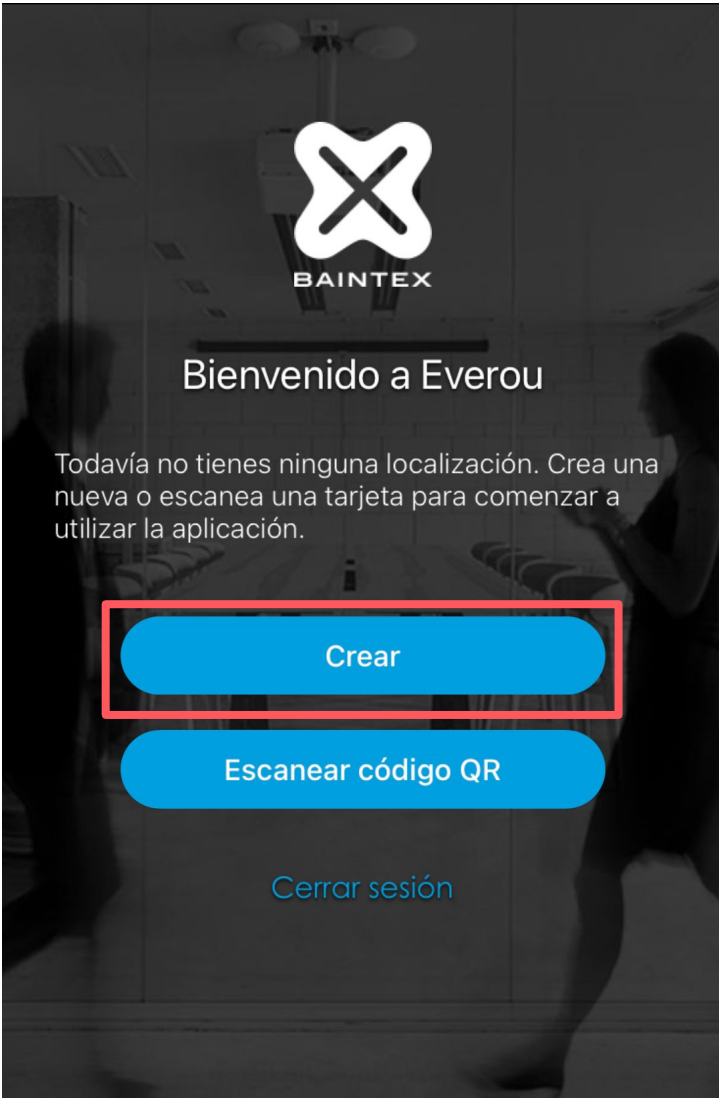 BAINTEX
Bienvenido a Everou
Todavía no tienes ninguna localización. Crea una
nueva o escanea una tarjeta para comenzar a
utilizar la aplicación.
Crear
Escanear código QR
Cerrar sesión